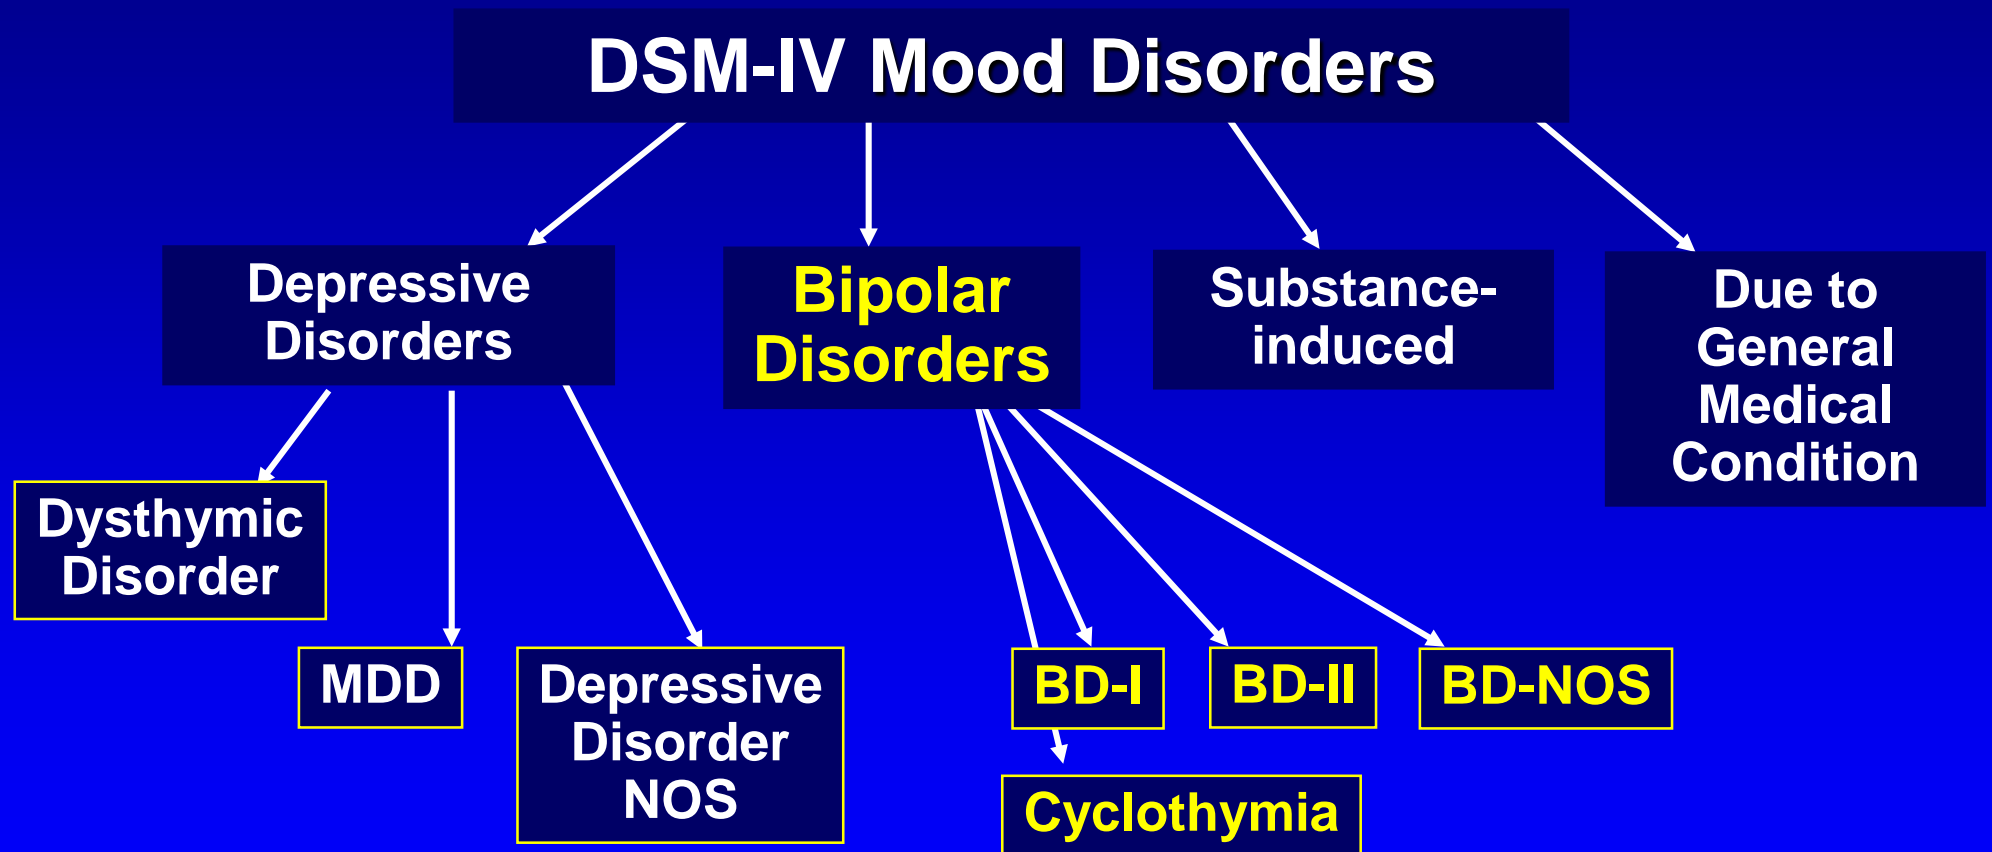 DSM-IV Mood Disorders
Depressive
Disorders
Bipolar
Disorders
Substance-
induced
Due to
General
Medical
Condition
Dysthymic
Disorder
MDD
Depressive
Disorder
NOS
BD-I
BD-II
BD-NOS
Cyclothymia